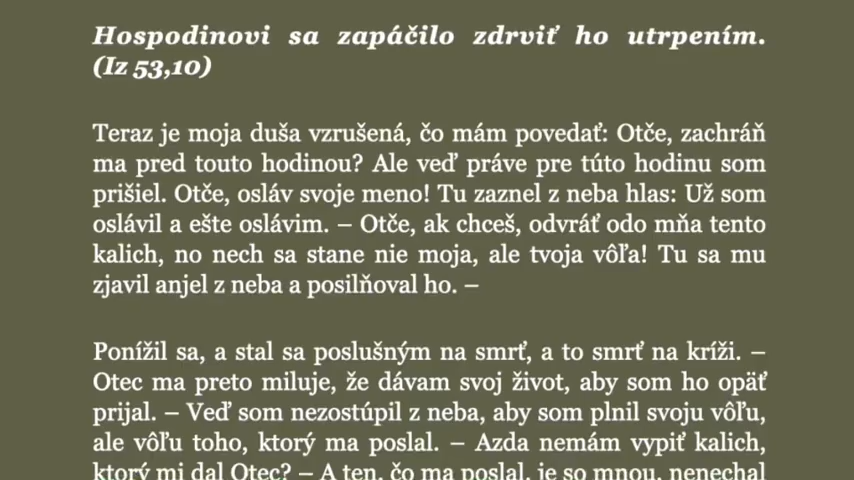 Hospodinovi sa zapáčilo zdrviť ho utrpením.
(Iz 53,10)
Teraz je moja duša vzrušená, čo mám povedať: Otče, zachráň
ma pred touto hodinou? Ale veď práve pre túto hodinu som
prišiel. Otče, osláv svoje meno! Tu zaznel z neba hlas: Už som
oslávil a ešte oslávim. – Otče, ak chceš, odvráť odo mňa tento
kalich, no nech sa stane nie moja, ale tvoja vôľa! Tu sa mu
zjavil anjel z neba a posilňoval ho. –
Ponížil sa, a stal sa poslušným na smrť, a to smrť na kríži. –
Otec ma preto miluje, že dávam svoj život, aby som ho opäť
prijal. – Veď som nezostúpil z neba, aby som plnil svoju vôľu,
ale vôľu toho, ktorý ma poslal. – Azda nemám vypiť kalich,
ktorý mi dal Otec? – A ten, čo ma poslal, je so mnou, nenechal